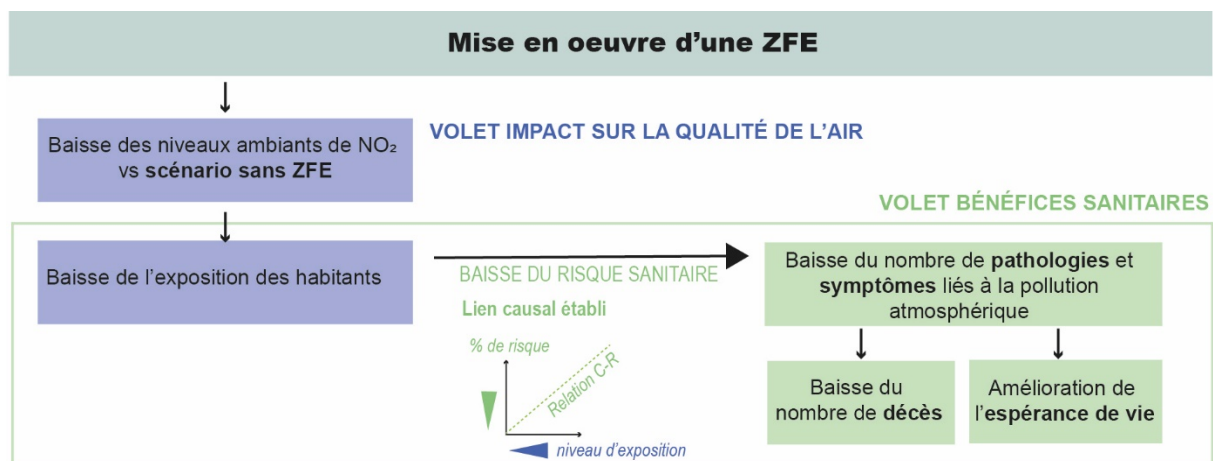 Mise en oeuvre d'une ZFE
Baisse des niveaux ambiants de NO₂
vs scénario sans ZFE
VOLET IMPACT SUR LA QUALITÉ DE L'AIR
VOLET BÉNÉFICES SANITAIRES
Baisse de l'exposition des habitants
BAISSE DU RISQUE SANITAIRE
Lien causal établi
% de risque
Relation C-R
niveau d'exposition
Baisse du nombre de pathologies et
symptômes liés à la pollution
atmosphérique
Baisse du
nombre de décès
Amélioration de
l'espérance de vie